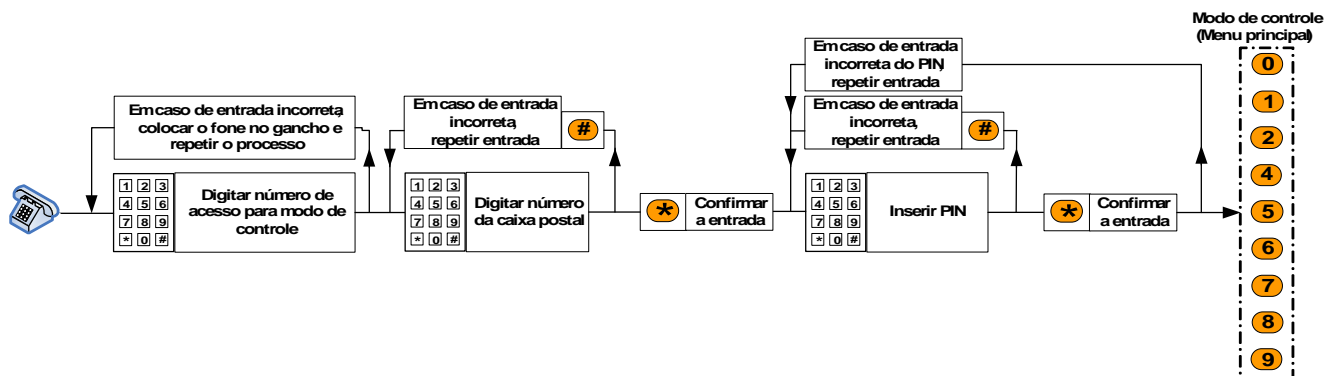 Modo de controle
(Menu principal)
Em caso de entrada incorreta,
colocar o fone no gancho e
repetir o processo
1 2 3
4 5 6
7 8 9
* 0 #
Digitar número de
acesso para modo de
controle
Em caso de entrada
incorreta,
repetir entrada
#
1 2 3
4 5 6
7 8 9
* 0 #
Digitar número
da caixa postal
*
Confirmar
a entrada
Em caso de entrada
incorreta do PIN,
repetir entrada
Em caso de entrada
incorreta,
repetir entrada
#
1 2 3
4 5 6
7 8 9
* 0 #
Inserir PIN
*
Confirmar
a entrada
0
1
2
4
5
6
7
8
9